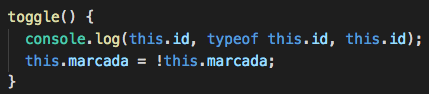 toggle() {
console.log(this.id, typeof this.id, this.id);
this.marcada = !this.marcada;
}